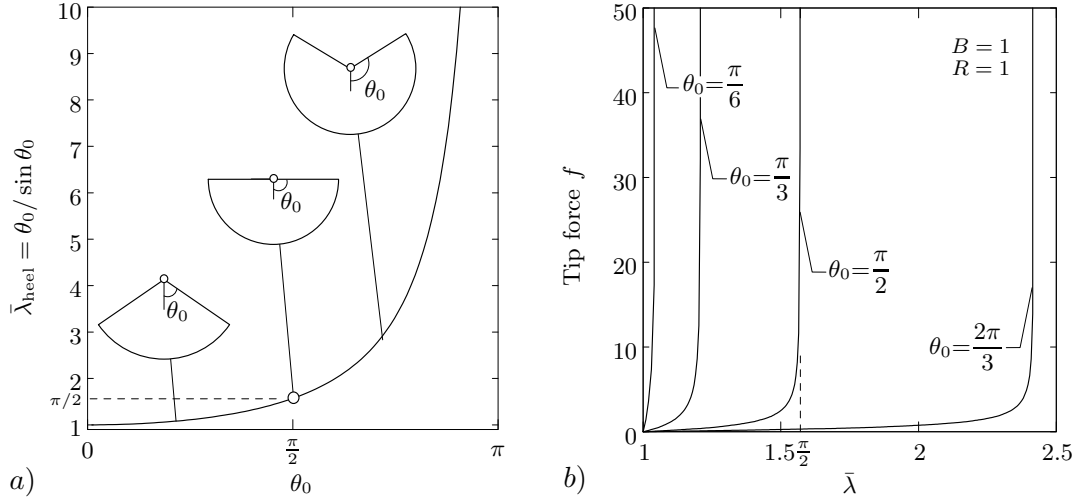 10
9
8
7
6
5
4
3
2
π/2
1
λ̄heel = θ0/ sin θ0
θ0
θ0
θ0
0
π/2
π
θ0
a)
50
40
30
20
10
0
Tip force f
B = 1
R = 1
θ0=π/6
θ0=π/3
θ0=π/2
θ0=2π/3
1
1.5
π/2
2
2.5
λ̄
b)